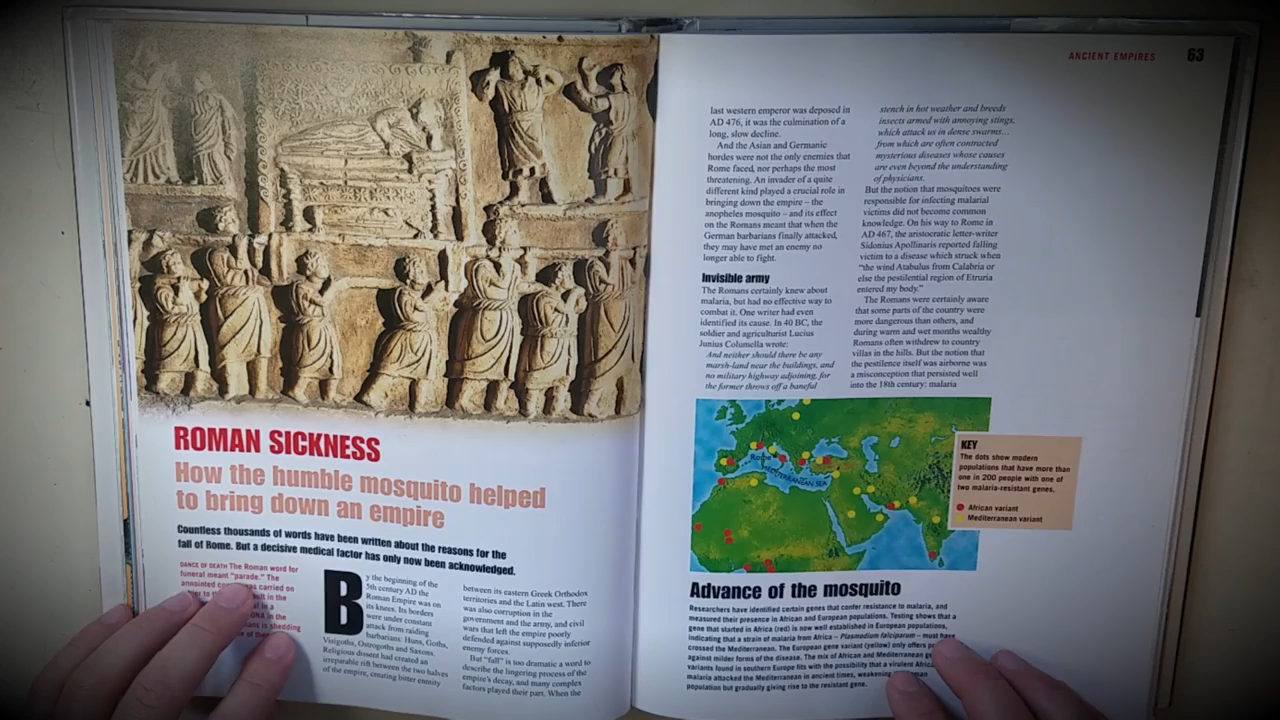 ROMAN SICKNESS
How the humble mosquito helped
to bring down an empire
Countless thousands of words have been written about the reasons for the
fall of Rome. But a decisive medical factor has only now been acknowledged.
DANCE OF DEATH The Roman word for
funeral meant "parade." The
annointed was carried on
in the
in a
DNA in the
is shedding
of
By the beginning of the
5th century AD the
Roman Empire was on
its knees. Its borders
were under constant
attack from raiding
barbarians: Huns, Goths,
Visigoths, Ostrogoths and Saxons.
Religious dissent had created an
irreparable rift between the two halves
of the empire, creating bitter enmity
between its eastern Greek Orthodox
territories and the Latin west. There
was also corruption in the
government and the army, and civil
wars that left the empire poorly
defended against supposedly inferior
enemy forces.
But "fall" is too dramatic a word to
describe the lingering process of the
empire's decay, and many complex
factors played their part. When the
ANCIENT EMPIRES 63
last western emperor was deposed in
AD 476, it was the culmination of a
long, slow decline.
And the Asian and Germanic
hordes were not the only enemies that
Rome faced, nor perhaps the most
threatening. An invader of a quite
different kind played a crucial role in
bringing down the empire – the
anopheles mosquito – and its effect
on the Romans meant that when the
German barbarians finally attacked,
they may have met an enemy no
longer able to fight.
Invisible army
The Romans certainly knew about
malaria, but had no effective way to
combat it. One writer had even
identified its cause. In 40 BC, the
soldier and agriculturist Lucius
Junius Columella wrote:
And neither should there be any
marsh-land near the buildings, and
no military highway adjoining, for
the former throws off a baneful
stench in hot weather and breeds
insects armed with annoying stings,
which attack us in dense swarms...
from which are often contracted
mysterious diseases whose causes
are even beyond the understanding
of physicians.
But the notion that mosquitoes were
responsible for infecting malarial
victims did not become common
knowledge. On his way to Rome in
AD 467, the aristocratic letter-writer
Sidonius Apollinaris reported falling
victim to a disease which struck when
"the wind Atabulus from Calabria or
else the pestilential region of Etruria
entered my body."
The Romans were certainly aware
that some parts of the country were
more dangerous than others, and
during warm and wet months wealthy
Romans often withdrew to country
villas in the hills. But the notion that
the pestilence itself was airborne was
a misconception that persisted well
into the 18th century: malaria
Rome
MEDITERRANEAN SEA
KEY
The dots show modern
populations that have more than
one in 200 people with one of
two malaria-resistant genes.
African variant
Mediterranean variant
Advance of the mosquito
Researchers have identified certain genes that confer resistance to malaria, and
measured their presence in African and European populations. Testing shows that a
gene that started in Africa (red) is now well established in European populations,
indicating that a strain of malaria from Africa – Plasmodium falciparum – must have
crossed the Mediterranean. The European gene variant (yellow) only offers
against milder forms of the disease. The mix of African and Mediterranean
variants found in southern Europe fits with the possibility that a virulent
malaria attacked the Mediterranean in ancient times, weakening
population but gradually giving rise to the resistant gene.